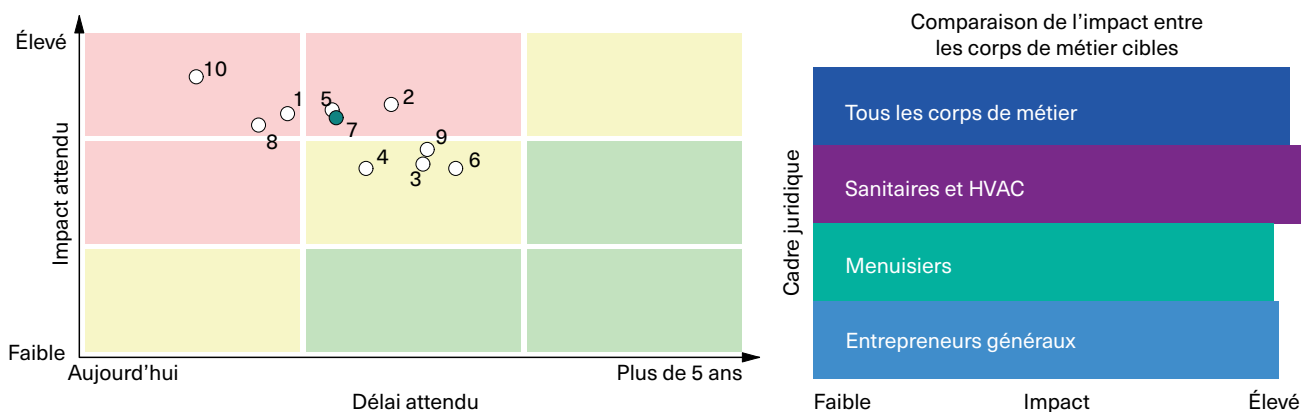 Élevé
10
1
5
2
8
7
9
4
3
6
Impact attendu
Faible
Aujourd’hui
Plus de 5 ans
Délai attendu
Comparaison de l’impact entre
les corps de métier cibles
Tous les corps de métier
Sanitaires et HVAC
Menuisiers
Entrepreneurs généraux
Cadre juridique
Faible
Impact
Élevé